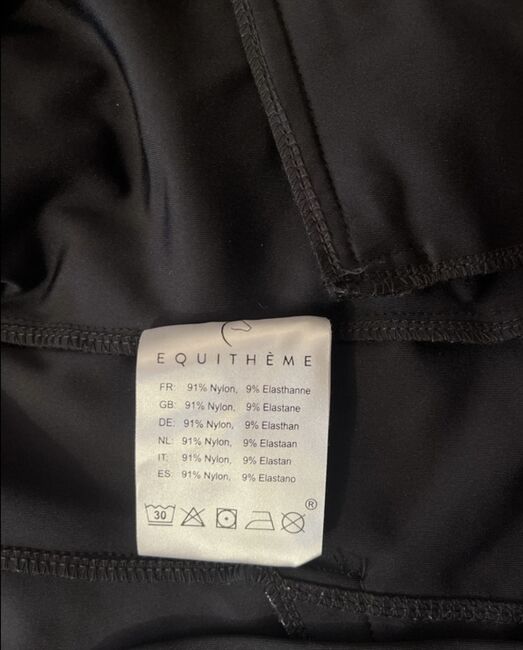 EQUITHÈME
FR: 91% Nylon, 9% Elasthanne
GB: 91% Nylon, 9% Elastane
DE: 91% Nylon, 9% Elasthan
NL: 91% Nylon, 9% Elastaan
IT: 91% Nylon, 9% Elastan
ES: 91% Nylon, 9% Elastano
30 ®